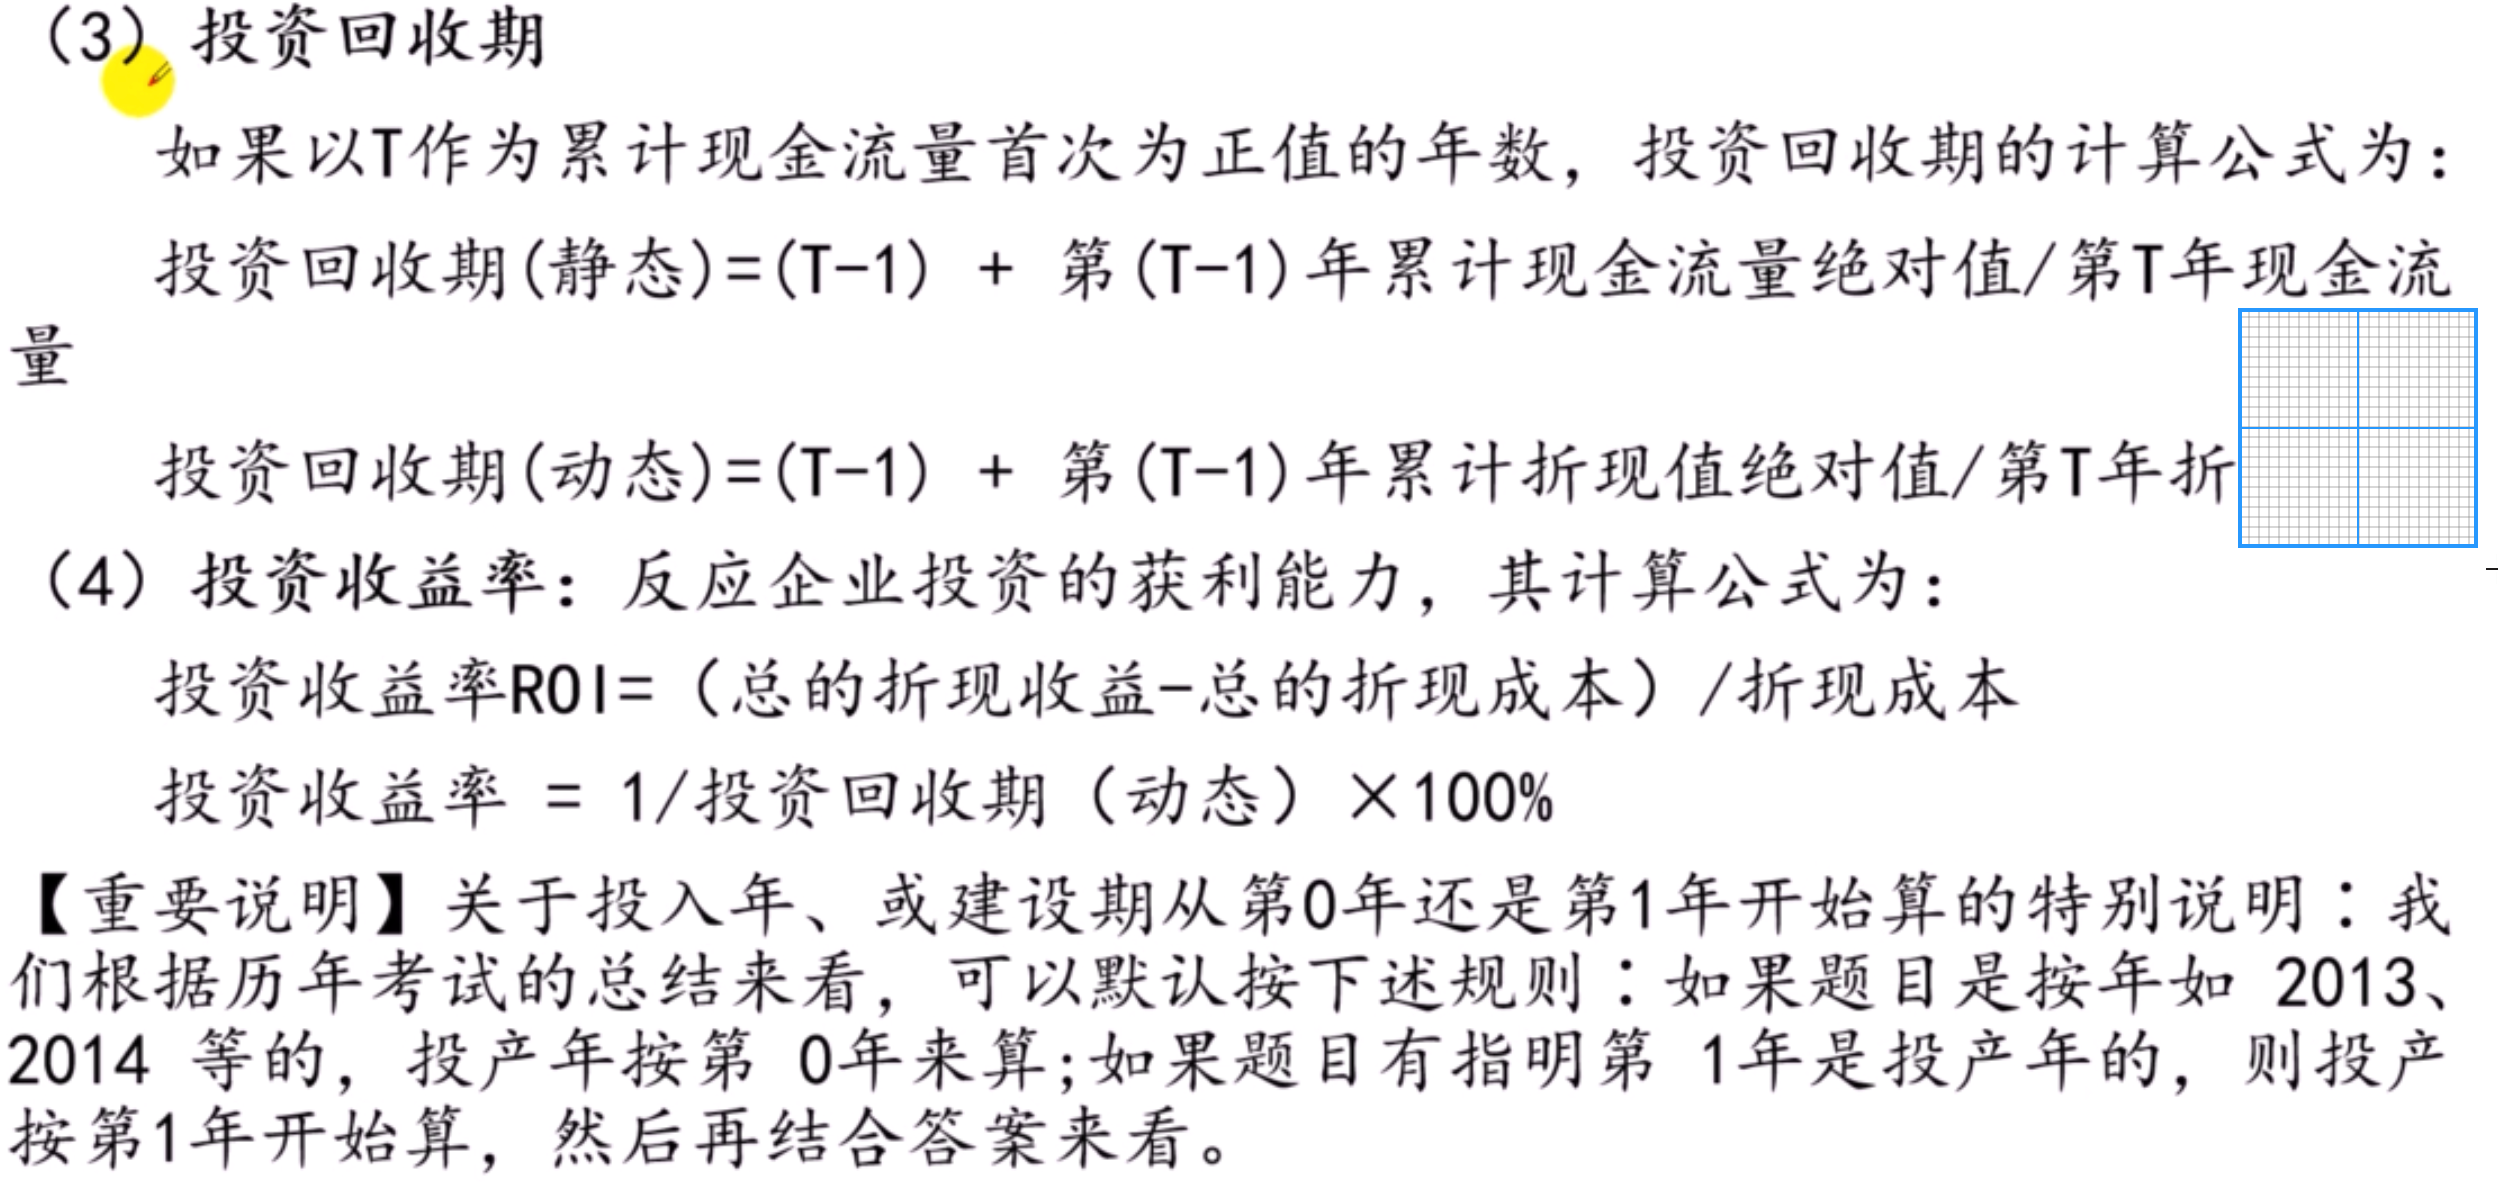 （3）投资回收期
如果以T作为累计现金流量首次为正值的年数，投资回收期的计算公式为：
投资回收期(静态)=(T-1) + 第(T-1)年累计现金流量绝对值/第T年现金流
量
投资回收期(动态)=(T-1) + 第(T-1)年累计折现值绝对值/第T年折
（4）投资收益率：反应企业投资的获利能力，其计算公式为：
投资收益率ROI=（总的折现收益-总的折现成本）/折现成本
投资收益率 = 1/投资回收期（动态）×100%
【重要说明】关于投入年、或建设期从第0年还是第1年开始算的特别说明：我
们根据历年考试的总结来看，可以默认按下述规则：如果题目是按年如 2013、
2014 等的，投产年按第 0年来算;如果题目有指明第 1年是投产年的，则投产
按第1年开始算，然后再结合答案来看。